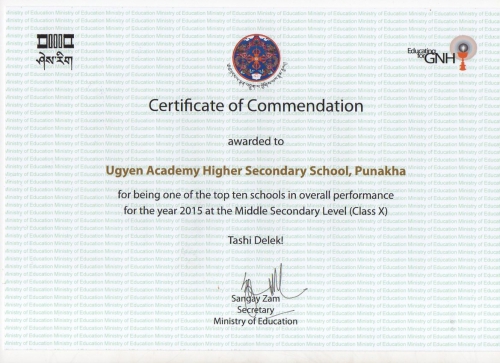 ཤེས་རིག
Educating
for GNH
Certificate of Commendation
awarded to
Ugyen Academy Higher Secondary School, Punakha
for being one of the top ten schools in overall performance
for the year 2015 at the Middle Secondary Level (Class X)
Tashi Delek!
Sangay Zam
Secretary
Ministry of Education